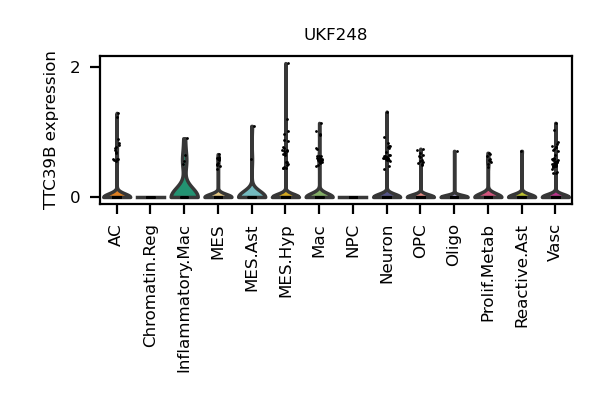 UKF248
TTC39B expression
2
0
AC
Chromatin.Reg
Inflammatory.Mac
MES
MES.Ast
MES.Hyp
Mac
NPC
Neuron
OPC
Oligo
Prolif.Metab
Reactive.Ast
Vasc